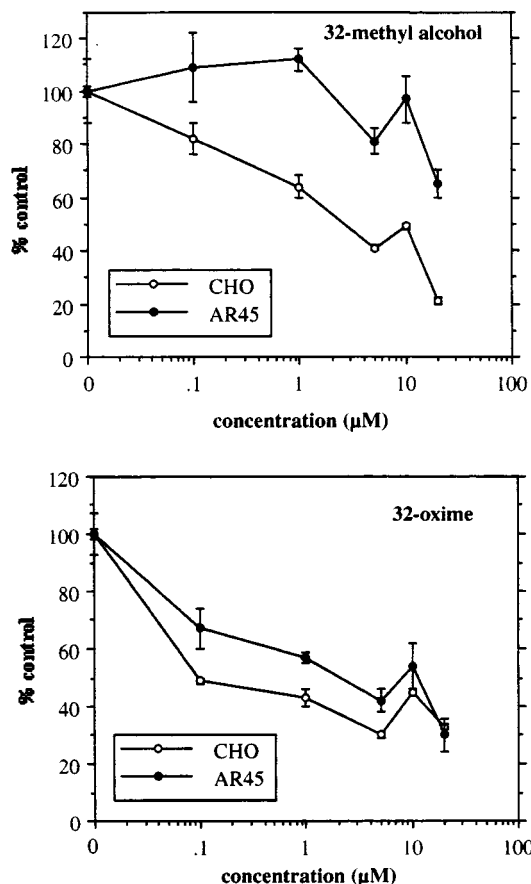 32-methyl alcohol
120
100
80
60
40
20
0
% control
CHO
AR45
0 .1 1 10 100
concentration (µM)
32-oxime
120
100
80
60
40
20
0
% control
CHO
AR45
0 .1 1 10 100
concentration (µM)